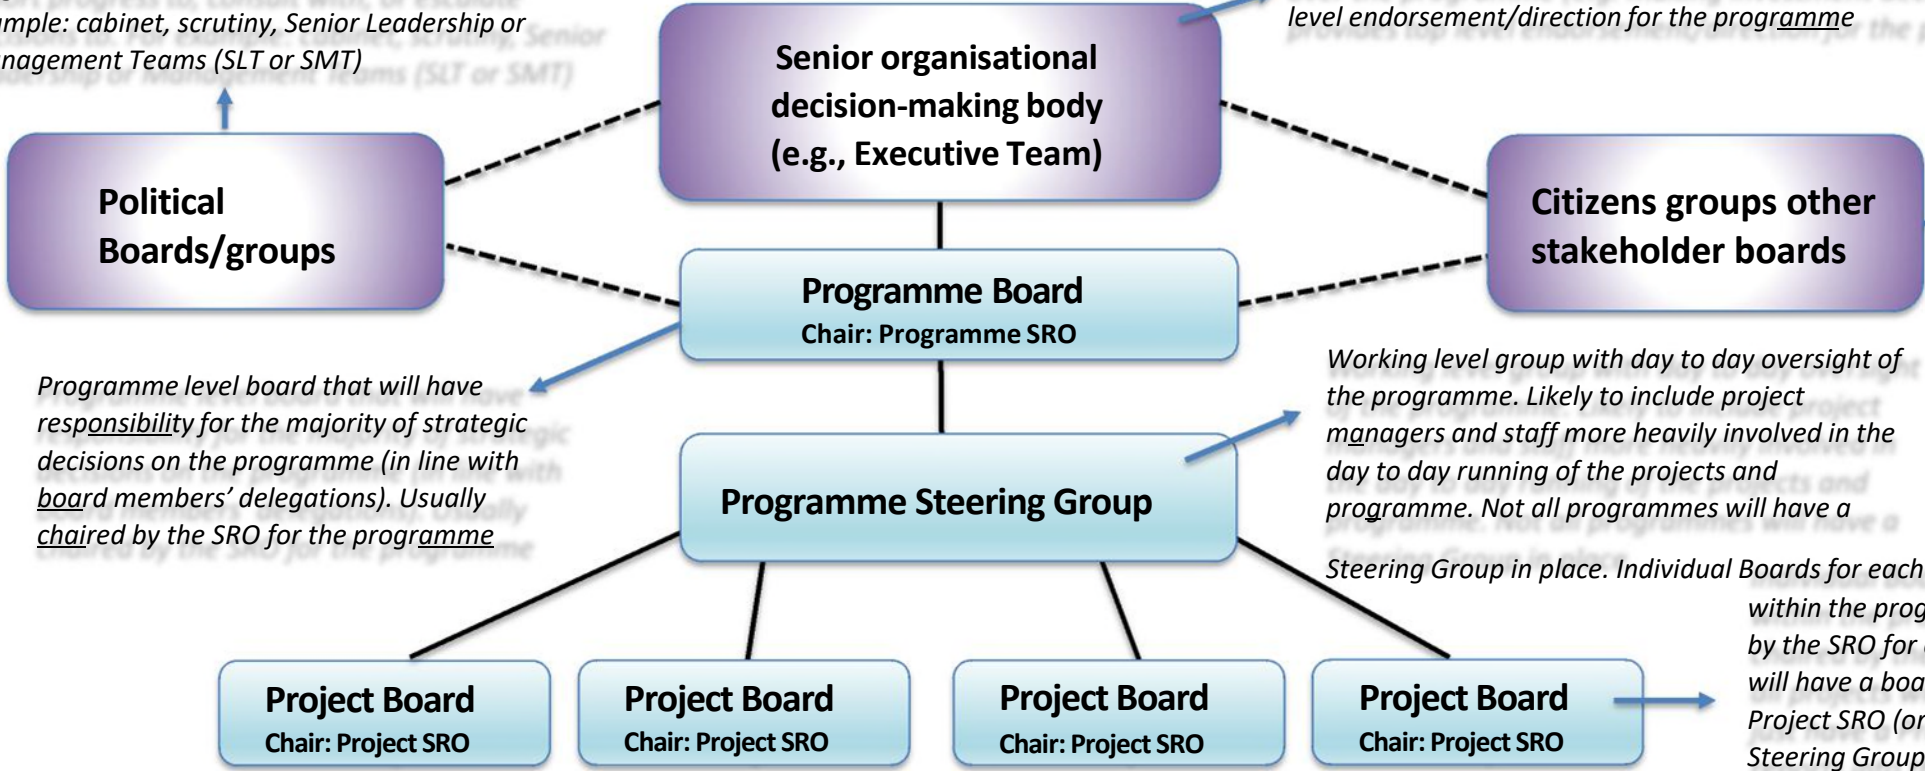 ample: cabinet, scrutiny, Senior Leadership or
nagement Teams (SLT or SMT)
level endorsement/direction for the programme
Senior organisational
decision-making body
(e.g., Executive Team)
Political
Boards/groups
Citizens groups other
stakeholder boards
Programme Board
Chair: Programme SRO
Programme level board that will have
responsibility for the majority of strategic
decisions on the programme (in line with
board members’ delegations). Usually
chaired by the SRO for the programme
Working level group with day to day oversight of
the programme. Likely to include project
managers and staff more heavily involved in the
day to day running of the projects and
programme. Not all programmes will have a
Steering Group in place. Individual Boards for each
within the prog
by the SRO for
will have a boa
Project SRO (or
Steering Group
Programme Steering Group
Project Board
Chair: Project SRO
Project Board
Chair: Project SRO
Project Board
Chair: Project SRO
Project Board
Chair: Project SRO